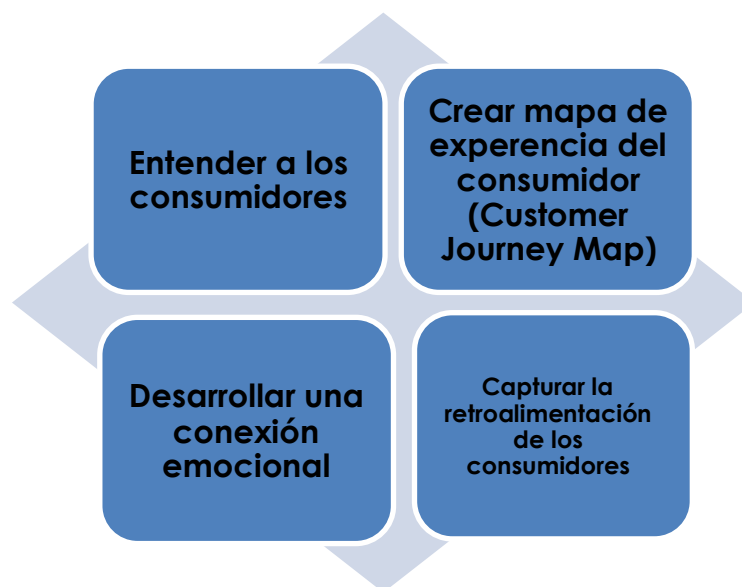 Entender a los
consumidores
Crear mapa de
experencia del
consumidor
(Customer
Journey Map)
Desarrollar una
conexión
emocional
Capturar la
retroalimentación
de los
consumidores